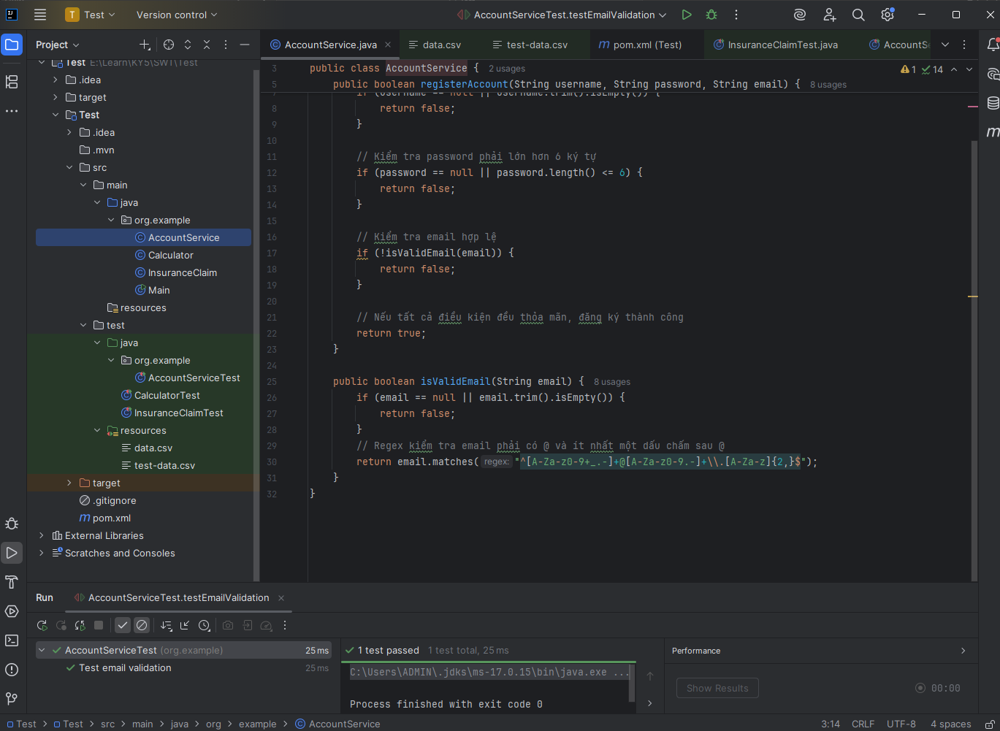 T Test Version control AccountServiceTest.testEmailValidation
Project
AccountService.java
data.csv
test-data.csv
pom.xml (Test)
InsuranceClaimTest.java
AccountS
Test E:\Learn\KY5\SWT\Test
.idea
target
Test
.idea
.mvn
src
main
java
org.example
AccountService
Calculator
InsuranceClaim
Main
resources
test
java
org.example
AccountServiceTest
CalculatorTest
InsuranceClaimTest
resources
data.csv
test-data.csv
target
.gitignore
pom.xml
External Libraries
Scratches and Consoles
3 public class AccountService { 2 usages
1 14
5 public boolean registerAccount(String username, String password, String email) { 8 usages
7 if (username == null || username.trim().isEmpty()) {
8 return false;
9 }
10
11 // Kiểm tra password phải lớn hơn 6 ký tự
12 if (password == null || password.length() <= 6) {
13 return false;
14 }
15
16 // Kiểm tra email hợp lệ
17 if (!isValidEmail(email)) {
18 return false;
19 }
20
21 // Nếu tất cả điều kiện đều thỏa mãn, đăng ký thành công
22 return true;
23 }
24
25 public boolean isValidEmail(String email) { 8 usages
26 if (email == null || email.trim().isEmpty()) {
27 return false;
28 }
29 // Regex kiểm tra email phải có @ và ít nhất một dấu chấm sau @
30 return email.matches( regex: "^[A-Za-z0-9+_.-]+@[A-Za-z0-9.-]+\\.[A-Za-z]{2,}$");
31 }
32 }
Run AccountServiceTest.testEmailValidation
AccountServiceTest (org.example) 25 ms
Test email validation 25 ms
1 test passed 1 test total, 25 ms
C:\Users\ADMIN\.jdks\ms-17.0.15\bin\java.exe ...
Process finished with exit code 0
Performance
Show Results 00:00
Test > Test > src > main > java > org > example > AccountService
3:14 CRLF UTF-8 4 spaces